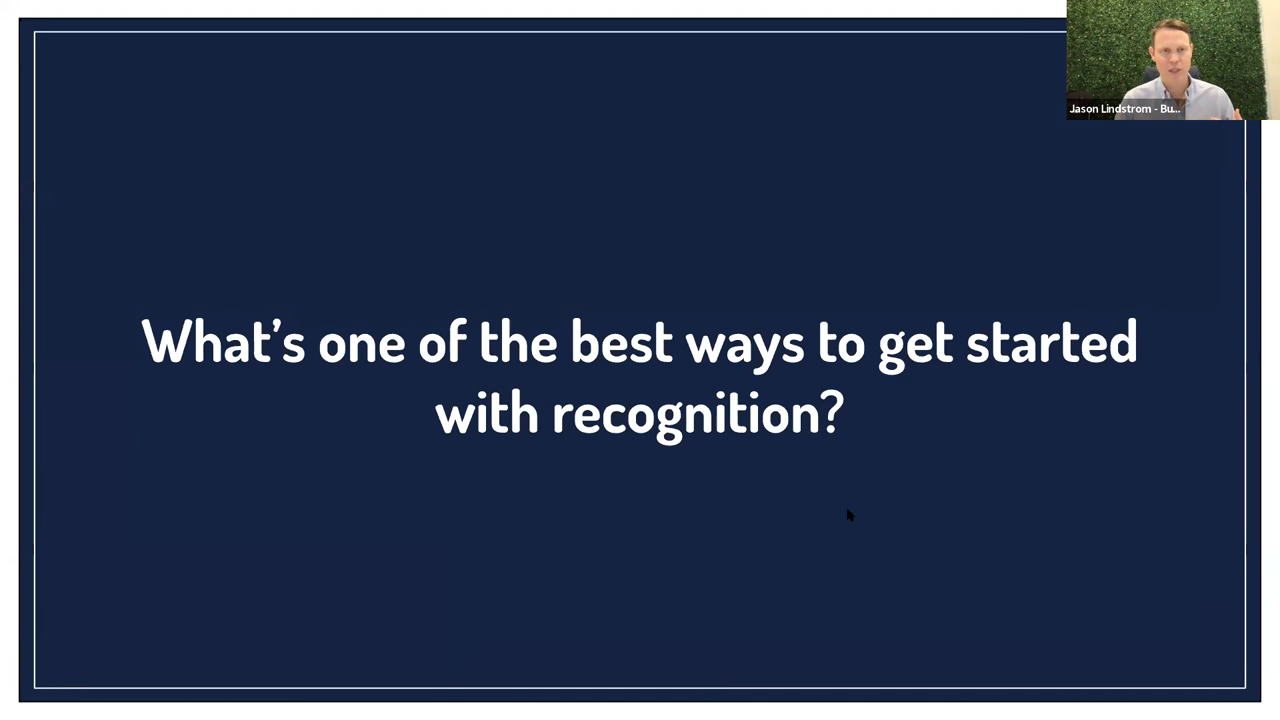 Jason Lindstrom - Bu...
What's one of the best ways to get started
with recognition?